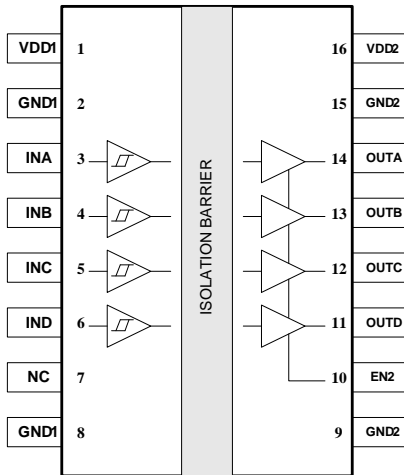 VDD1 1 16 VDD2
GND1 2 15 GND2
INA 3 14 OUTA
INB 4 13 OUTB
INC 5 12 OUTC
IND 6 11 OUTD
NC 7 10 EN2
GND1 8 9 GND2
ISOLATION BARRIER